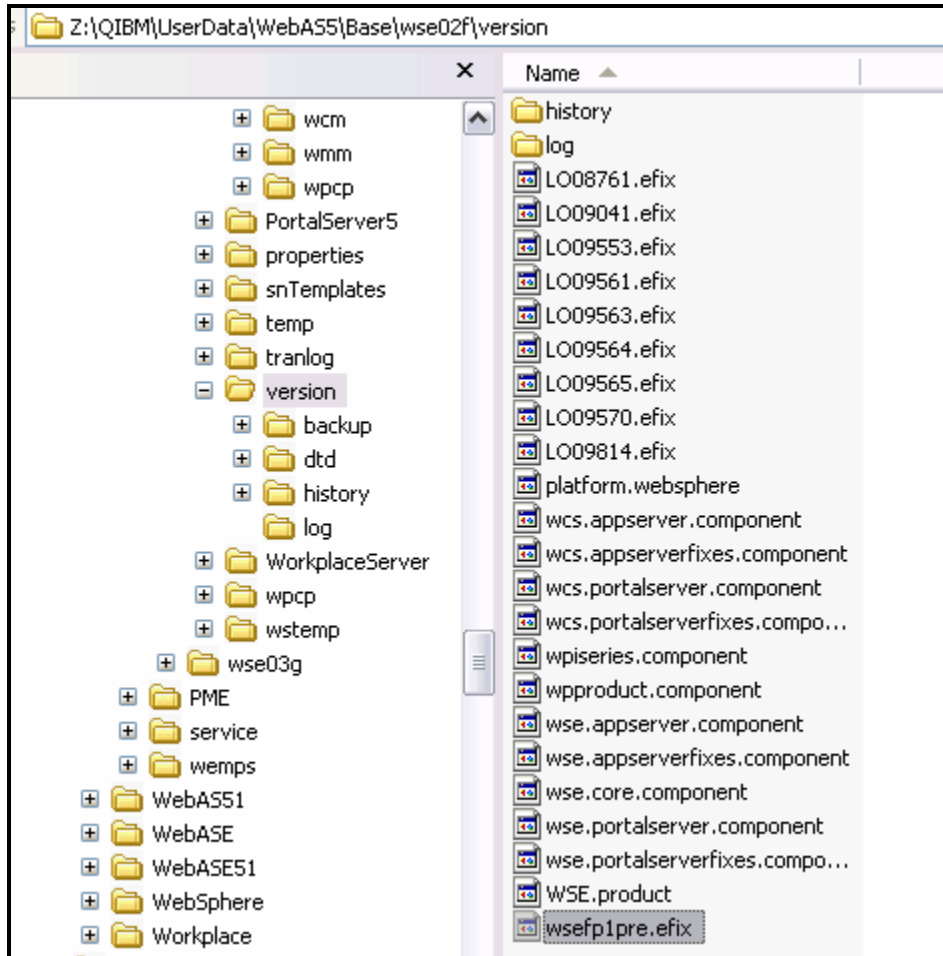 Z:\QIBM\UserData\WebAS5\Base\wse02f\version
wcm
wmm
wpcp
PortalServer5
properties
snTemplates
temp
tranlog
version
backup
dtd
history
log
WorkplaceServer
wpcp
wstemp
wse03g
PME
service
wemps
WebAS51
WebASE
WebASE51
WebSphere
Workplace
Name
history
log
LO08761.efix
LO09041.efix
LO09553.efix
LO09561.efix
LO09563.efix
LO09564.efix
LO09565.efix
LO09570.efix
LO09814.efix
platform.websphere
wcs.appserver.component
wcs.appserverfixes.component
wcs.portalserver.component
wcs.portalserverfixes.compo...
wpiseries.component
wpproduct.component
wse.appserver.component
wse.appserverfixes.component
wse.core.component
wse.portalserver.component
wse.portalserverfixes.compo...
WSE.product
wsefp1pre.efix